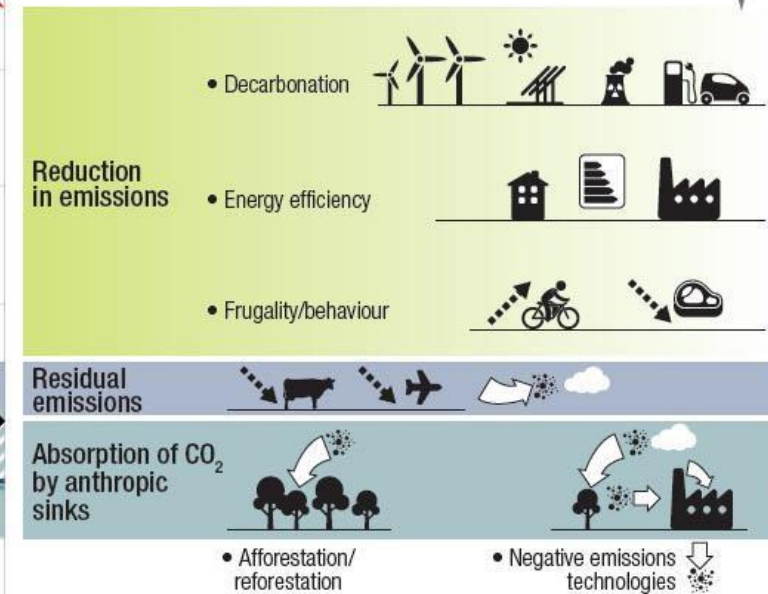 • Decarbonation
Reduction
in emissions
• Energy efficiency
• Frugality/behaviour
Residual
emissions
Absorption of CO₂
by anthropic
sinks
• Afforestation/
reforestation
• Negative emissions
technologies